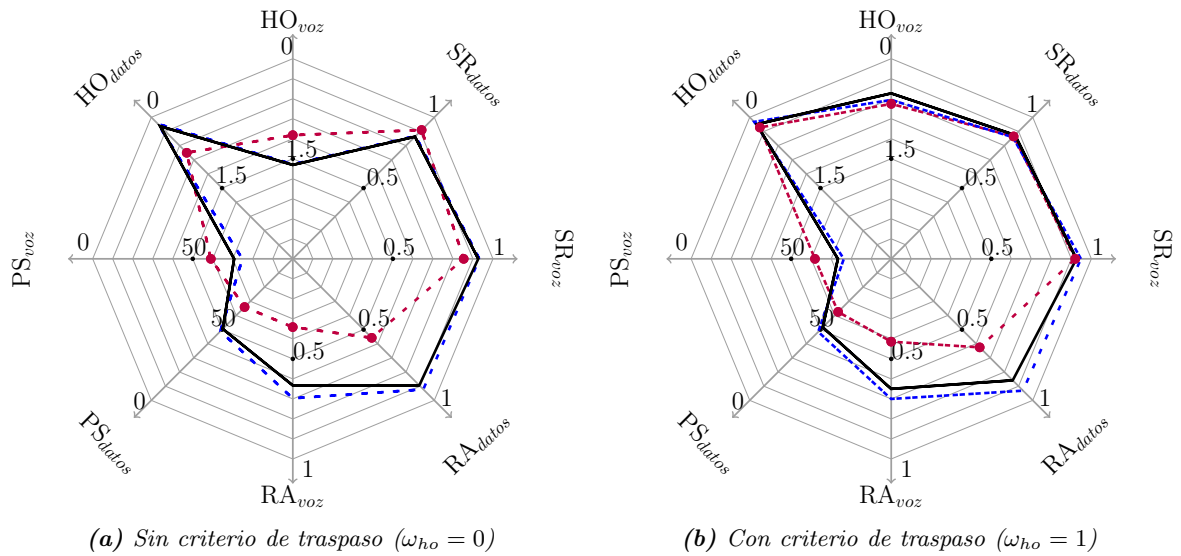 HO_voz
0
HO_datos
0
SR_datos
1
1.5
1.5
0.5
PS_voz
0
50
0.5
1
SR_voz
50
0.5
0.5
PS_datos
0
1
RA_datos
1
RA_voz
(a) Sin criterio de traspaso (ω_ho = 0)
HO_voz
0
HO_datos
0
SR_datos
1
1.5
1.5
0.5
PS_voz
0
50
0.5
1
SR_voz
50
0.5
0.5
PS_datos
0
1
RA_datos
1
RA_voz
(b) Con criterio de traspaso (ω_ho = 1)